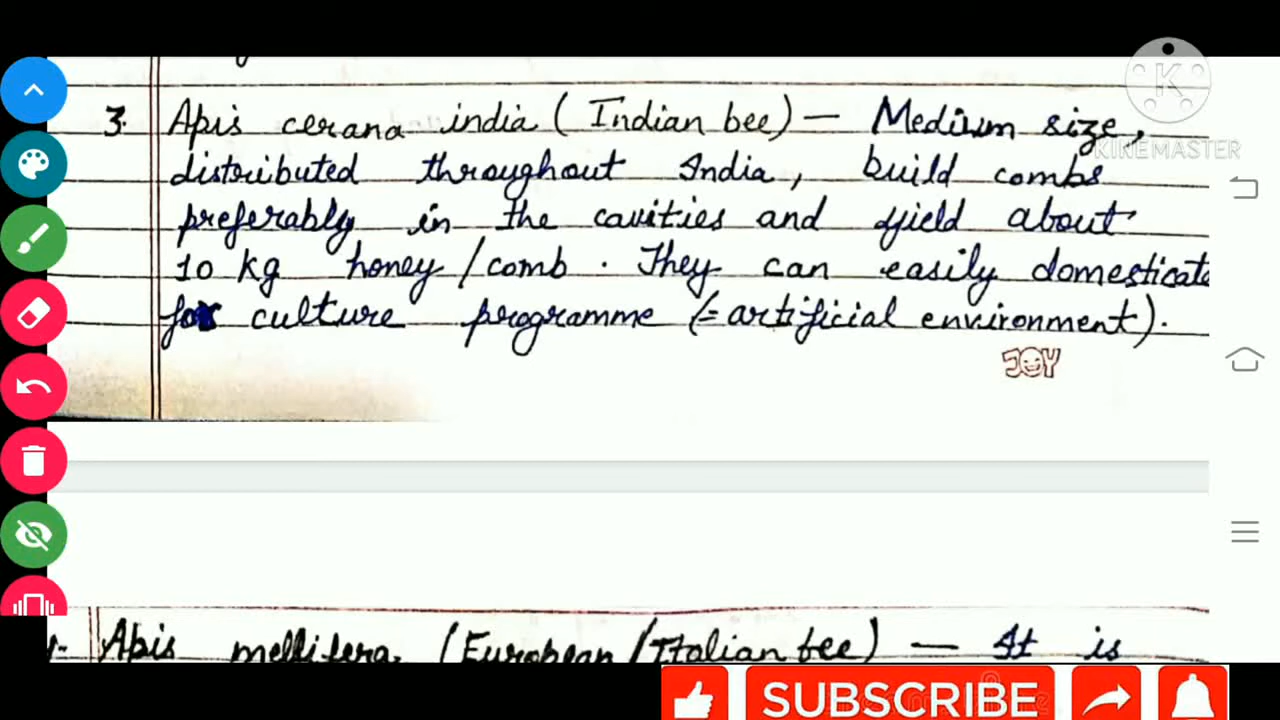 KINEMASTER
3. Apis cerana india (Indian bee) — Medium size,
distributed throughout India, build combs
preferably in the cavities and yield about
10 kg honey/comb. They can easily domesticate
for culture programme (= artificial environment).
JOY
Apis mellifera (European/Italian bee) — It is
SUBSCRIBE